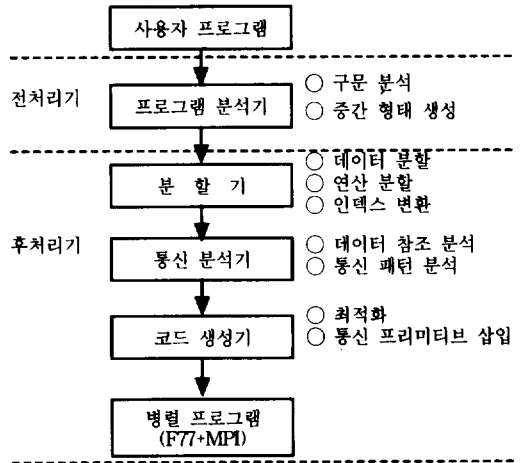 사용자 프로그램
전처리기
프로그램 분석기
○ 구문 분석
○ 중간 형태 생성
분 할 기
○ 데이터 분할
○ 연산 분할
○ 인덱스 변환
후처리기
통신 분석기
○ 데이터 참조 분석
○ 통신 패턴 분석
코드 생성기
○ 최적화
○ 통신 프리미티브 삽입
병렬 프로그램
(F77+MPI)